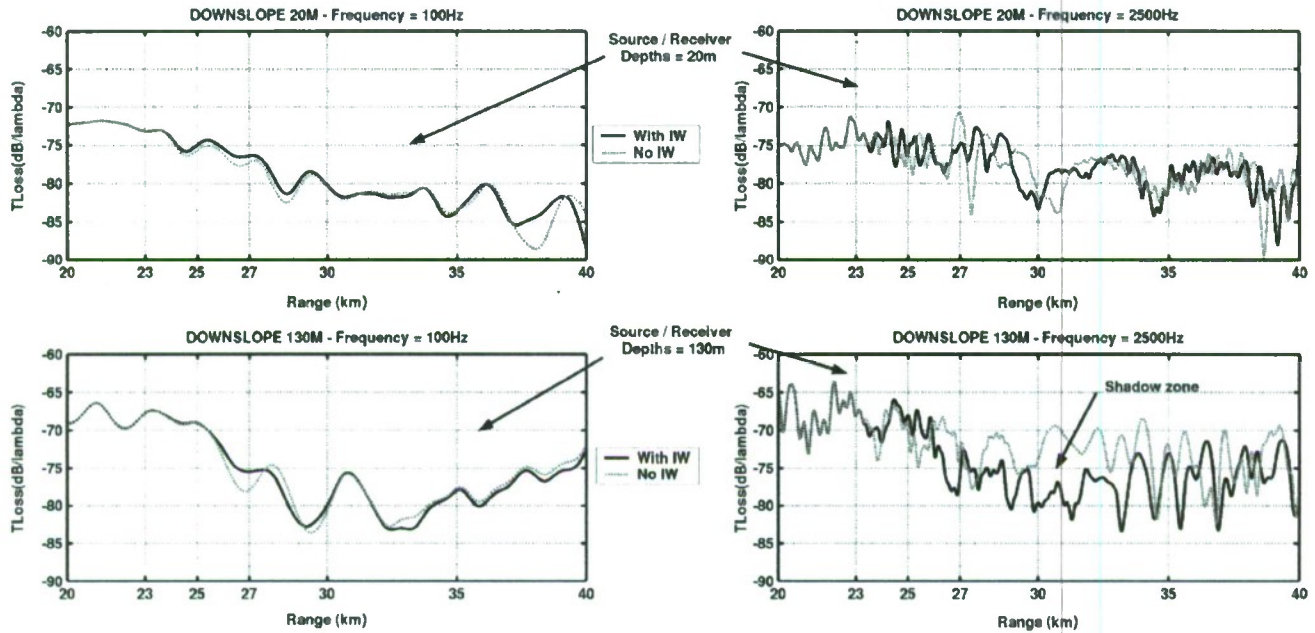 DOWNSLOPE 20M - Frequency = 100Hz
-60
-65
-70
-75
-80
-85
-90
TLoss(dB/lambda)
20 23 25 27 30 35 40
Range (km)
Source / Receiver
Depths = 20m
With IW
No IW
DOWNSLOPE 20M - Frequency = 2500Hz
-60
-65
-70
-75
-80
-85
-90
TLoss(dB/lambda)
20 23 25 27 30 35 40
Range (km)
DOWNSLOPE 130M - Frequency = 100Hz
-60
-65
-70
-75
-80
-85
-90
TLoss(dB/lambda)
20 23 25 27 30 35 40
Range (km)
Source / Receiver
Depths = 130m
With IW
No IW
DOWNSLOPE 130M - Frequency = 2500Hz
Shadow zone
-60
-65
-70
-75
-80
-85
-90
TLoss(dB/lambda)
20 23 25 27 30 35 40
Range (km)